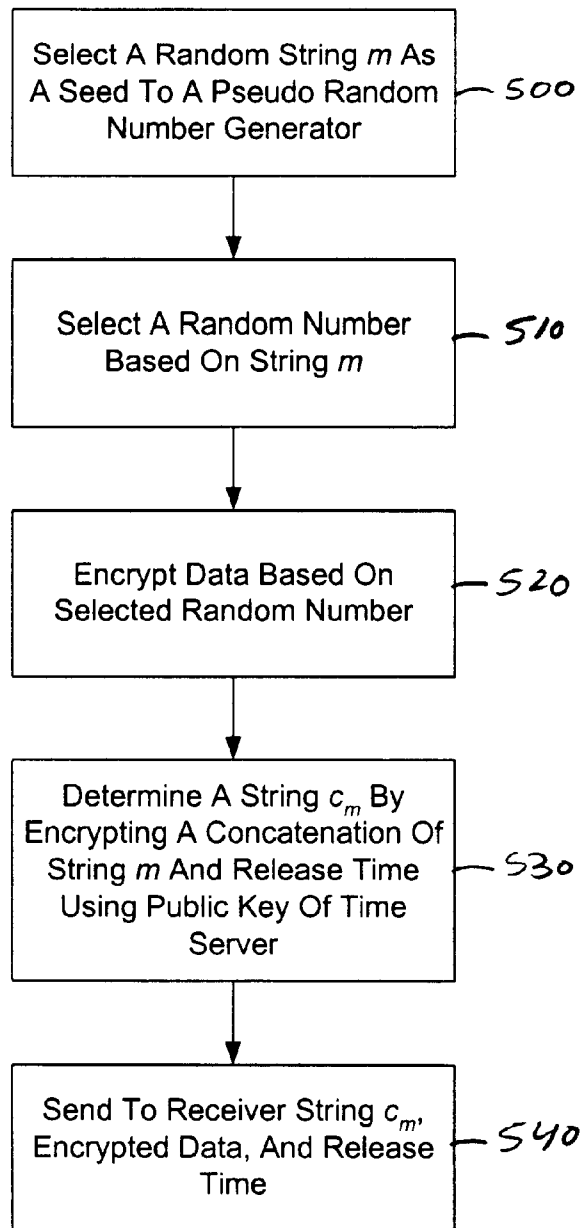 Select A Random String m As
A Seed To A Pseudo Random
Number Generator
500
Select A Random Number
Based On String m
510
Encrypt Data Based On
Selected Random Number
520
Determine A String cₘ By
Encrypting A Concatenation Of
String m And Release Time
Using Public Key Of Time
Server
530
Send To Receiver String cₘ,
Encrypted Data, And Release
Time
540